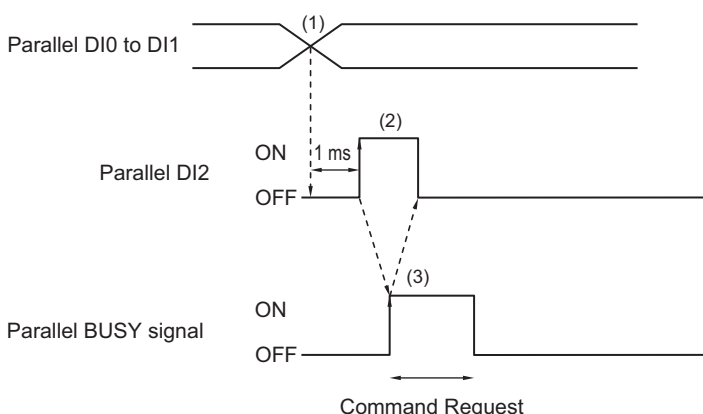 (1)
Parallel DI0 to DI1
(2)
ON
1 ms
Parallel DI2
OFF
(3)
ON
Parallel BUSY signal
OFF
Command Request